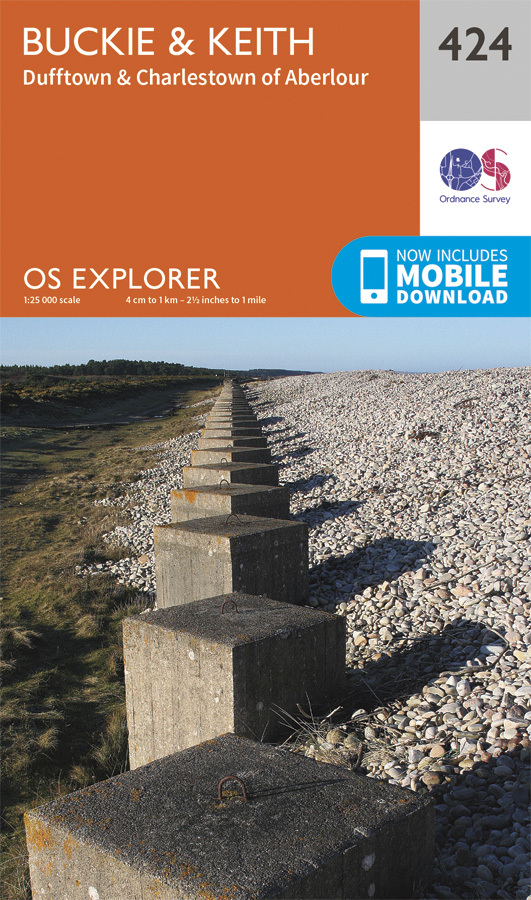 BUCKIE & KEITH
Dufftown & Charlestown of Aberlour
424
OS
Ordnance Survey
OS EXPLORER
1:25 000 scale 4 cm to 1 km – 2½ inches to 1 mile
NOW INCLUDES
MOBILE
DOWNLOAD